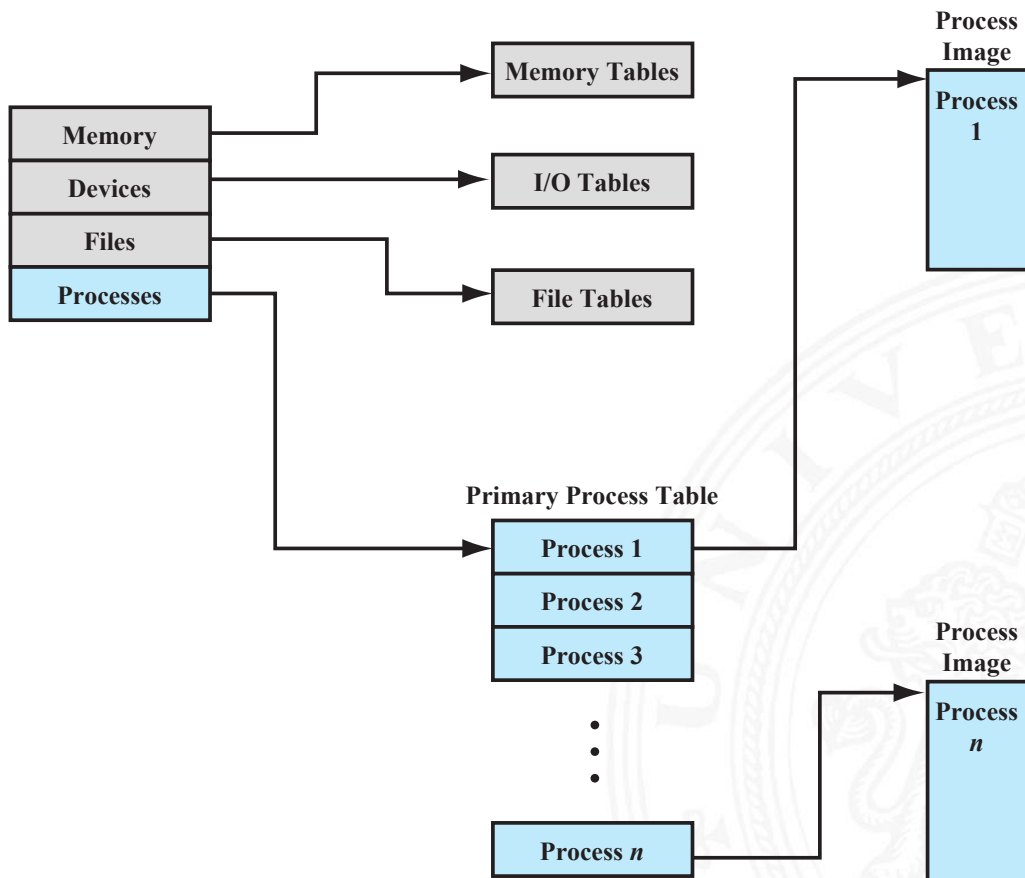 Process
Image
Process
1
Memory Tables
Memory
Devices
Files
Processes
I/O Tables
File Tables
Primary Process Table
Process 1
Process 2
Process 3
Process n
Process
Image
Process
n
UNIVE